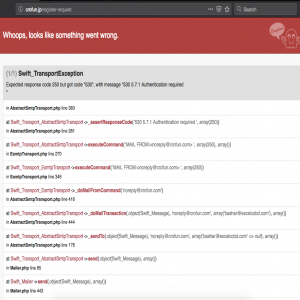 crofun.jp/register-request
Search
Whoops, looks like something went wrong.
(1/1) Swift_TransportException
Expected response code 250 but got code "530", with message "530 5.7.1 Authentication required
"
in AbstractSmtpTransport.php line 383
at Swift_Transport_AbstractSmtpTransport->_assertResponseCode('530 5.7.1 Authentication required ', array(250))
in AbstractSmtpTransport.php line 281
at Swift_Transport_AbstractSmtpTransport->executeCommand('MAIL FROM:<noreply@crofun.com> ', array(250))
in EsmtpTransport.php line 270
at Swift_Transport_EsmtpTransport->executeCommand('MAIL FROM:<noreply@crofun.com> ', array(250))
in EsmtpTransport.php line 346
at Swift_Transport_EsmtpTransport->_doMailFromCommand('noreply@crofun.com')
in AbstractSmtpTransport.php line 416
at Swift_Transport_AbstractSmtpTransport->_doMailTransaction(object(Swift_Message), 'noreply@crofun.com', array('bashar@excelcobd.com'), array())
in AbstractSmtpTransport.php line 444
at Swift_Transport_AbstractSmtpTransport->_sendTo(object(Swift_Message), 'noreply@crofun.com', array('bashar@excelcobd.com' => null), array())
in AbstractSmtpTransport.php line 176
at Swift_Transport_AbstractSmtpTransport->send(object(Swift_Message), array())
in Mailer.php line 85
at Swift_Mailer->send(object(Swift_Message), array())
in Mailer.php line 443